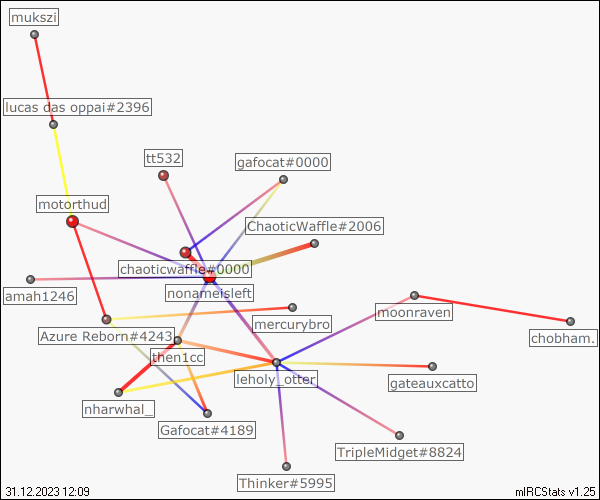 mukszi
lucas das oppai#2396
tt532
gafocat#0000
motorthud
ChaoticWaffle#2006
chaoticwaffle#0000
amah1246
nonameisleft
moonraven
mercurybro
Azure Reborn#4243
chobham.
then1cc
leholy_otter
gateauxcatto
nharwhal_
Gafocat#4189
TripleMidget#8824
Thinker#5995
31.12.2023 12:09
mIRCStats v1.25